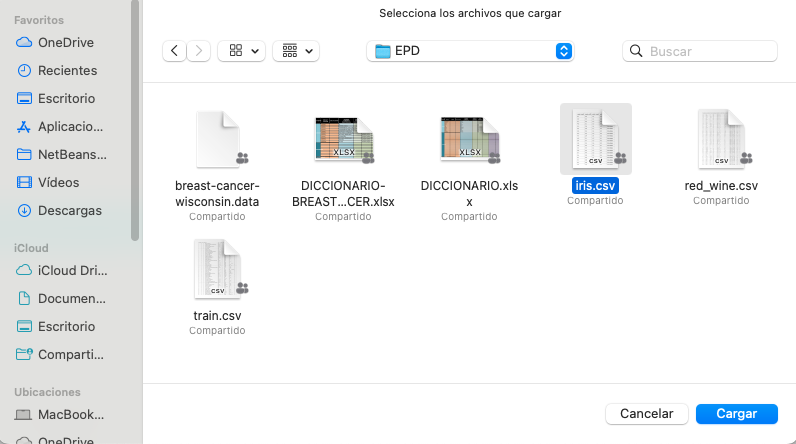 Selecciona los archivos que cargar
Favoritos
OneDrive
Recientes
Escritorio
Aplicacio...
NetBeans...
Vídeos
Descargas
iCloud
iCloud Dri...
Documen...
Escritorio
Comparti...
Ubicaciones
MacBook...
OneDrive
EPD
Buscar
breast-cancer-
wisconsin.data
Compartido
XLSX
DICCIONARIO-
BREAST...CER.xlsx
Compartido
XLSX
DICCIONARIO.xls
x
Compartido
CSV
iris.csv
Compartido
CSV
red_wine.csv
Compartido
CSV
train.csv
Compartido
Cancelar
Cargar